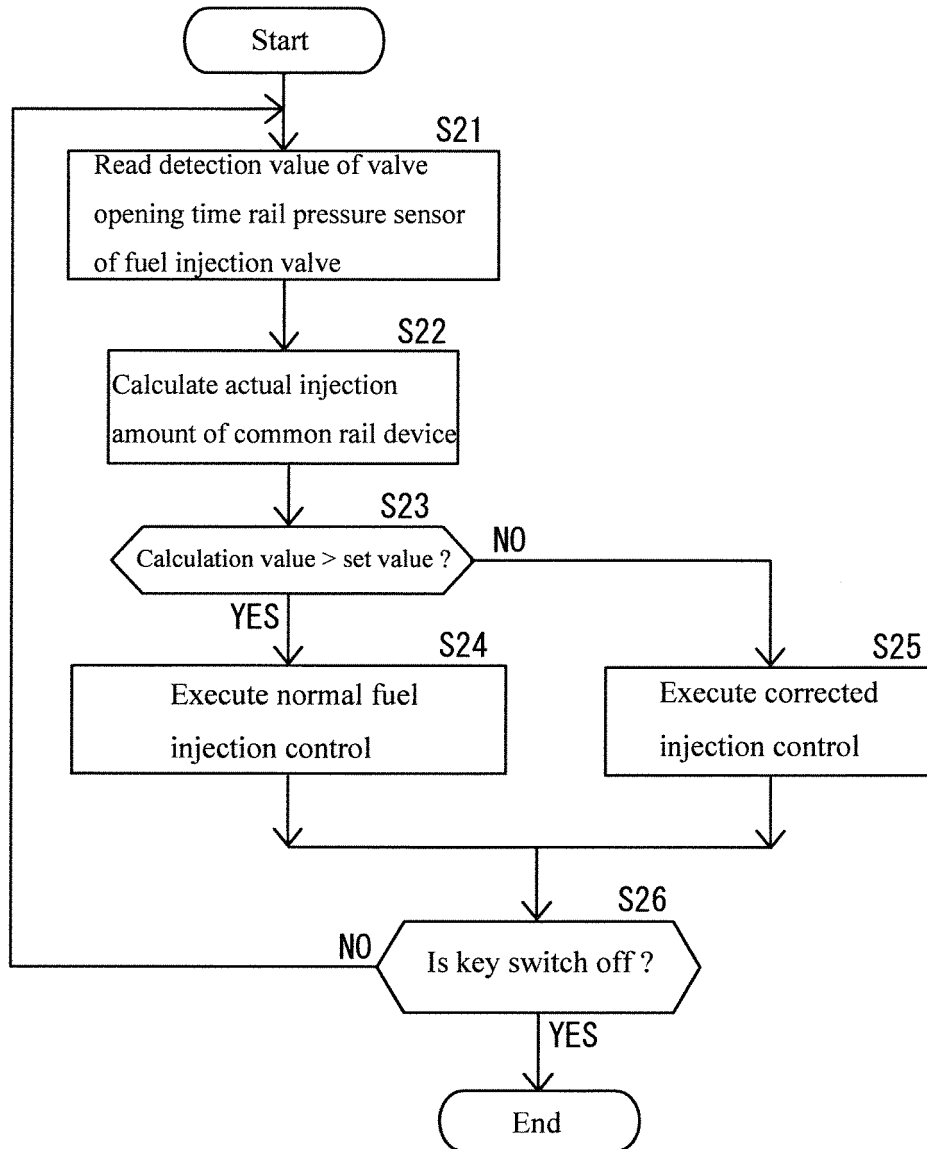 Start
S21
Read detection value of valve
opening time rail pressure sensor
of fuel injection valve
S22
Calculate actual injection
amount of common rail device
S23
Calculation value > set value ?
NO
YES
S24
Execute normal fuel
injection control
S25
Execute corrected
injection control
S26
NO
Is key switch off ?
YES
End